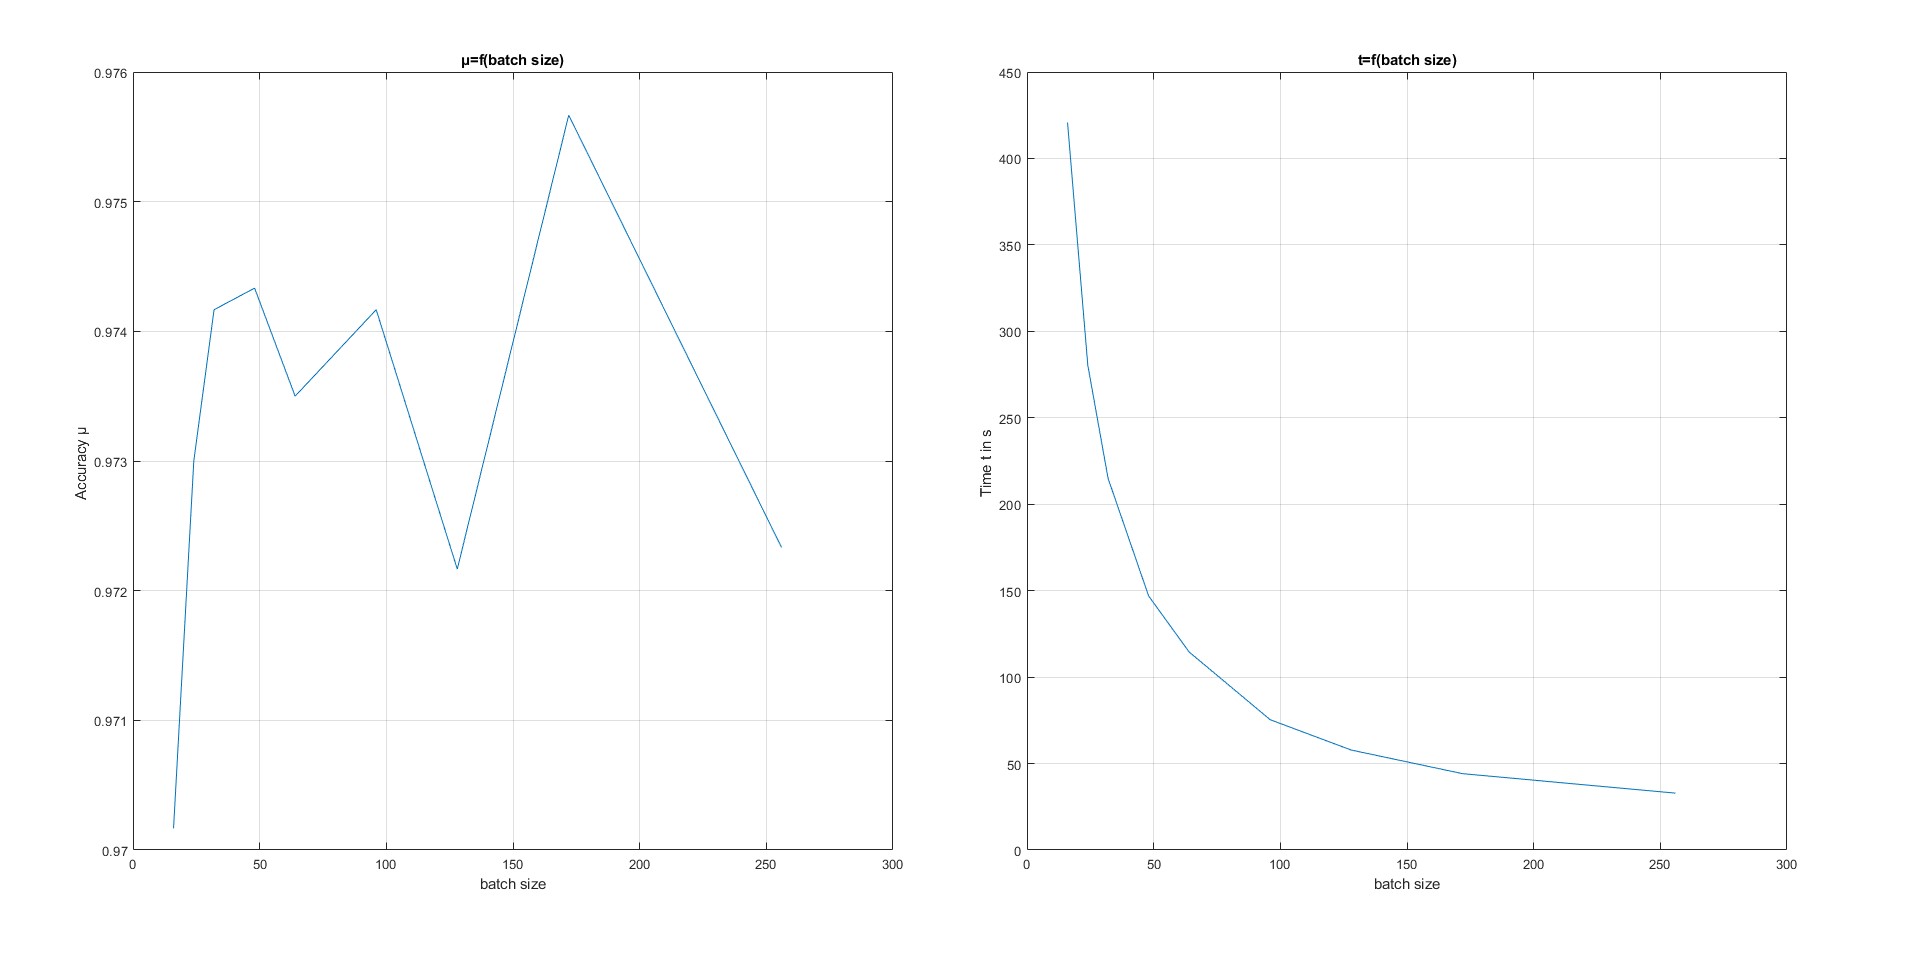 μ=f(batch size)
0.976
0.975
0.974
0.973
0.972
0.971
0.97
Accuracy μ
0 50 100 150 200 250 300
batch size
t=f(batch size)
450
400
350
300
250
200
150
100
50
0
Time t in s
0 50 100 150 200 250 300
batch size